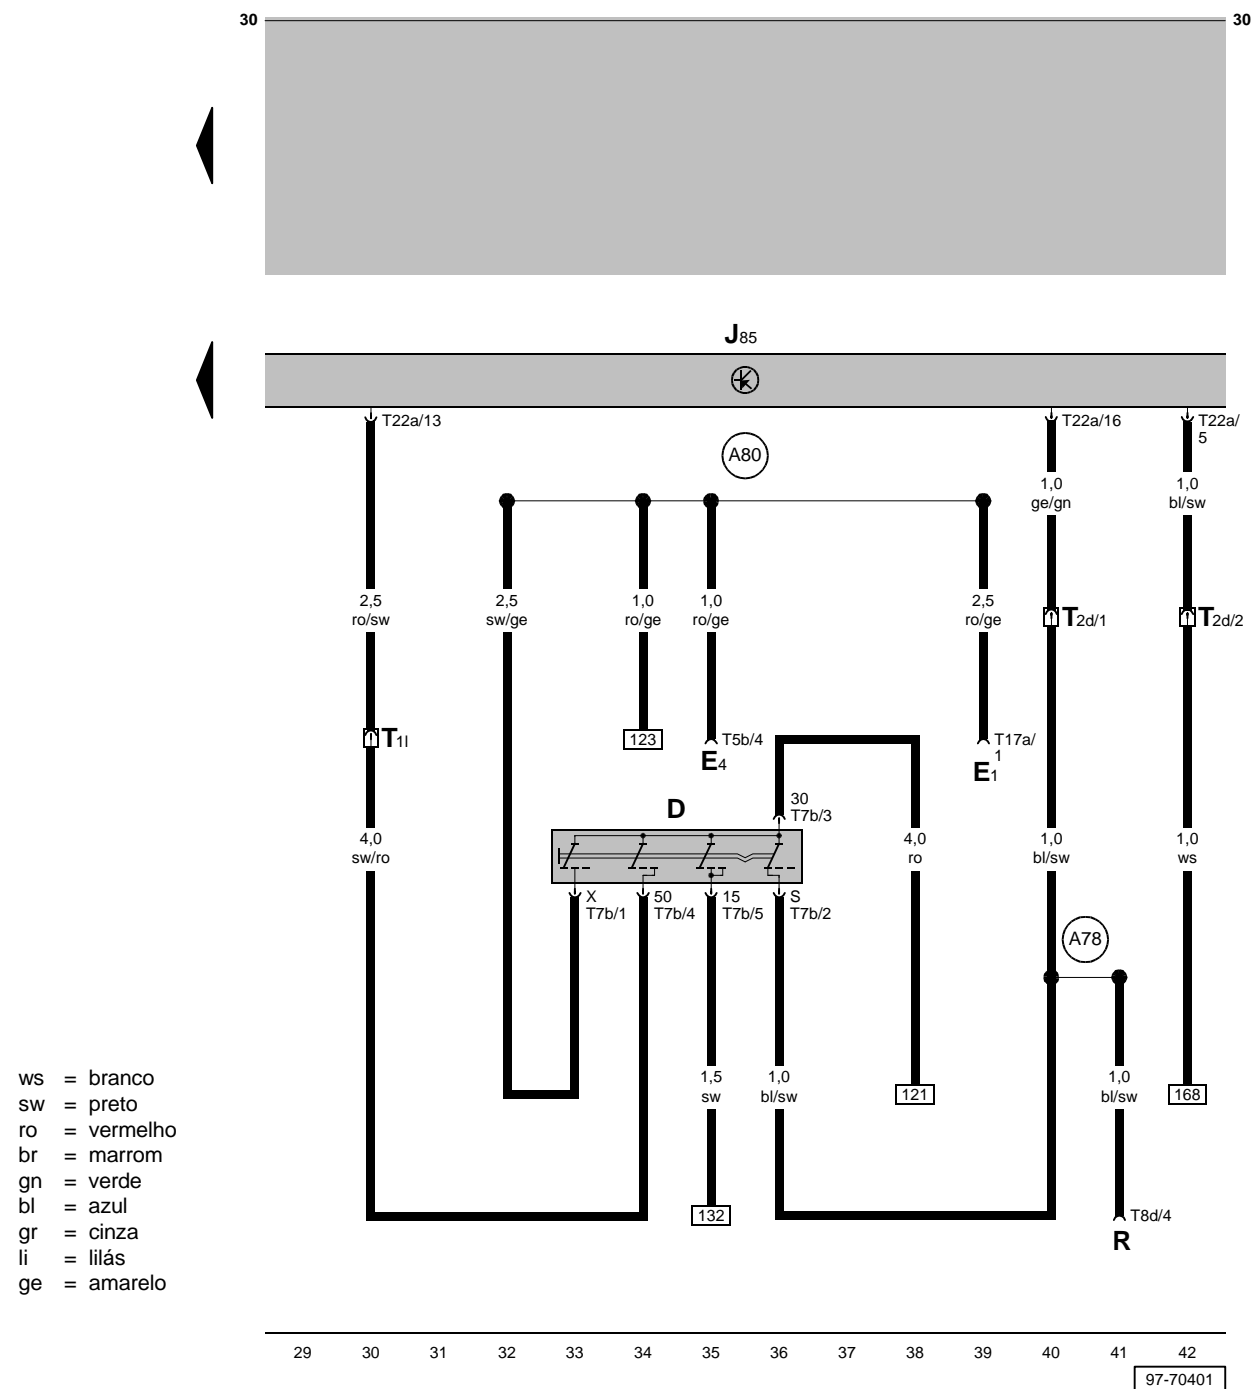 30 30
J85
T22a/13 T22a/16 T22a/
5
A80
1,0 1,0
ge/gn bl/sw
2,5 2,5 1,0 1,0 2,5
ro/sw sw/ge ro/ge ro/ge ro/ge
T2d/1 T2d/2
T1l 123 T5b/4 T17a/
1
E4 E1
D 30
T7b/3
4,0 4,0 1,0 1,0
sw/ro ro bl/sw ws
X 50 15 S
T7b/1 T7b/4 T7b/5 T7b/2
A78
1,5 1,0 1,0
sw bl/sw 121 bl/sw 168
ws = branco
sw = preto
ro = vermelho
br = marrom
gn = verde
bl = azul
gr = cinza
li = lilás
ge = amarelo
132 T8d/4
R
29 30 31 32 33 34 35 36 37 38 39 40 41 42
97-70401